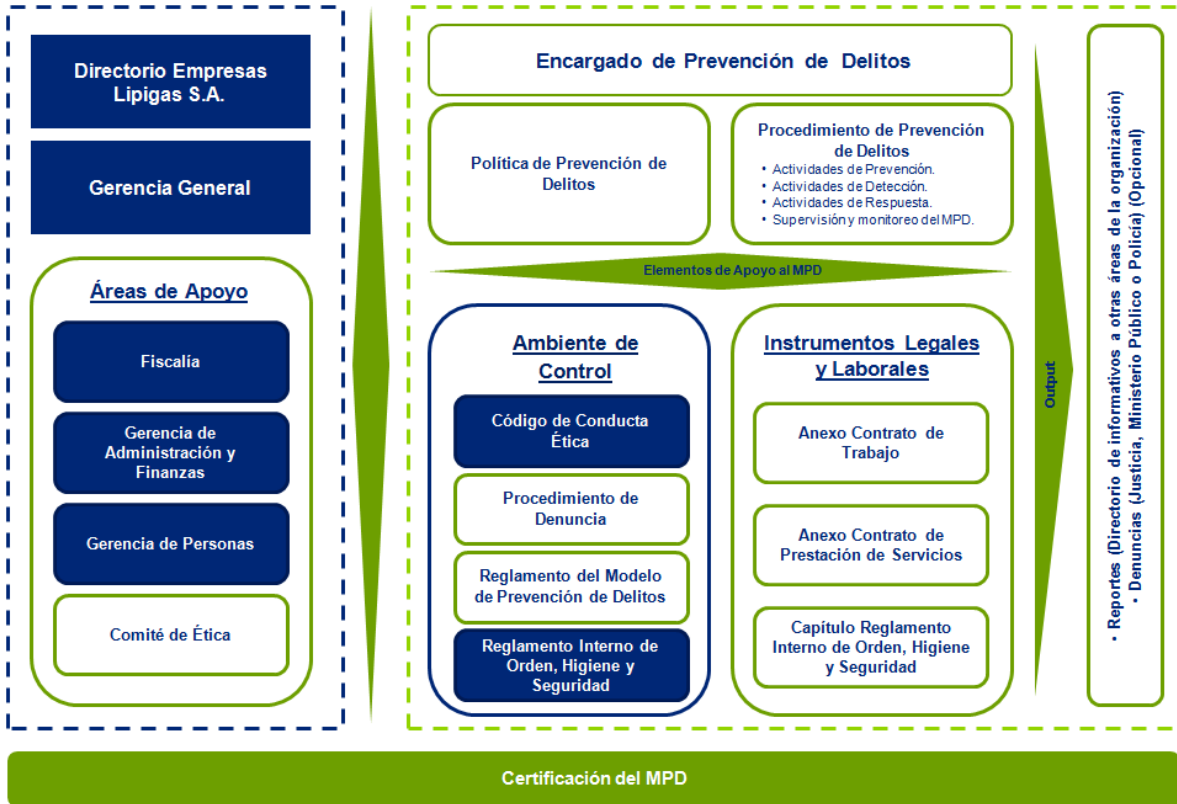 Directorio Empresas
Lipigas S.A.
Gerencia General
Áreas de Apoyo
Fiscalía
Gerencia de
Administración y
Finanzas
Gerencia de Personas
Comité de Ética
Encargado de Prevención de Delitos
Política de Prevención de
Delitos
Procedimiento de Prevención
de Delitos
• Actividades de Prevención.
• Actividades de Detección.
• Actividades de Respuesta.
• Supervisión y monitoreo del MPD.
Elementos de Apoyo al MPD
Ambiente de
Control
Código de Conducta
Ética
Procedimiento de
Denuncia
Reglamento del Modelo
de Prevención de Delitos
Reglamento Interno de
Orden, Higiene y
Seguridad
Instrumentos Legales
y Laborales
Anexo Contrato de
Trabajo
Anexo Contrato de
Prestación de Servicios
Capítulo Reglamento
Interno de Orden, Higiene
y Seguridad
Output
• Reportes (Directorio de informativos a otras áreas de la organización)
• Denuncias (Justicia, Ministerio Público o Policía) (Opcional)
Certificación del MPD